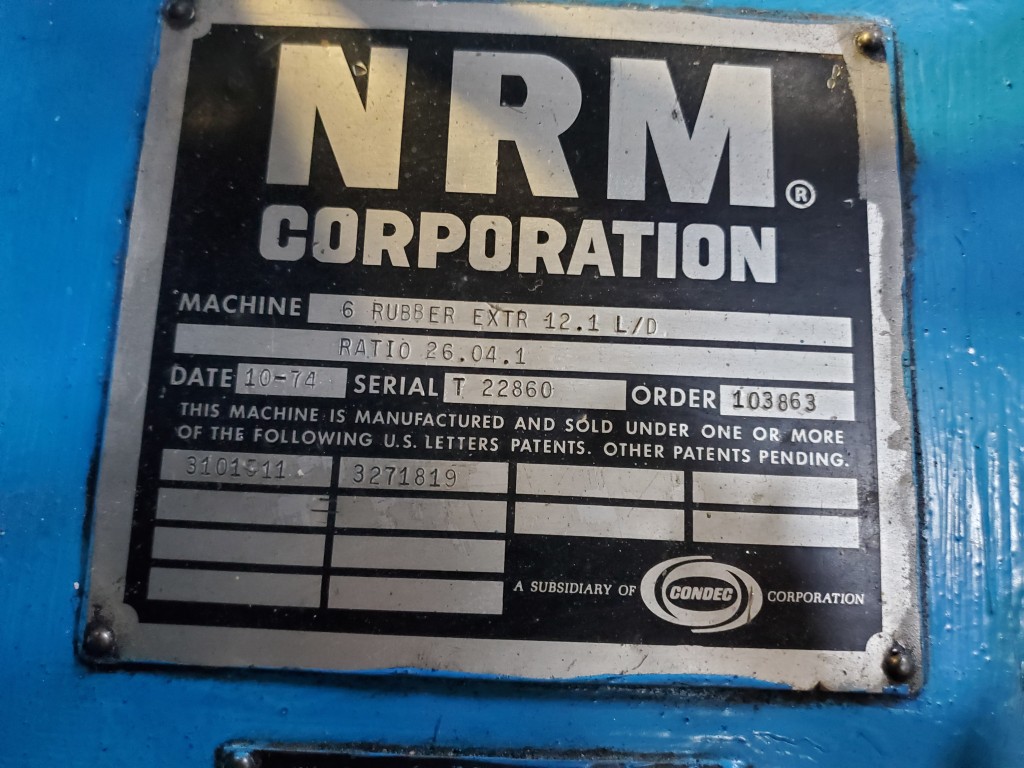 NRM®
CORPORATION
MACHINE 6 RUBBER EXTR 12.1 L/D
RATIO 26.04.1
DATE 10-74 SERIAL T 22860 ORDER 103863
THIS MACHINE IS MANUFACTURED AND SOLD UNDER ONE OR MORE
OF THE FOLLOWING U.S. LETTERS PATENTS. OTHER PATENTS PENDING.
3271819
A SUBSIDIARY OF CONDEC CORPORATION